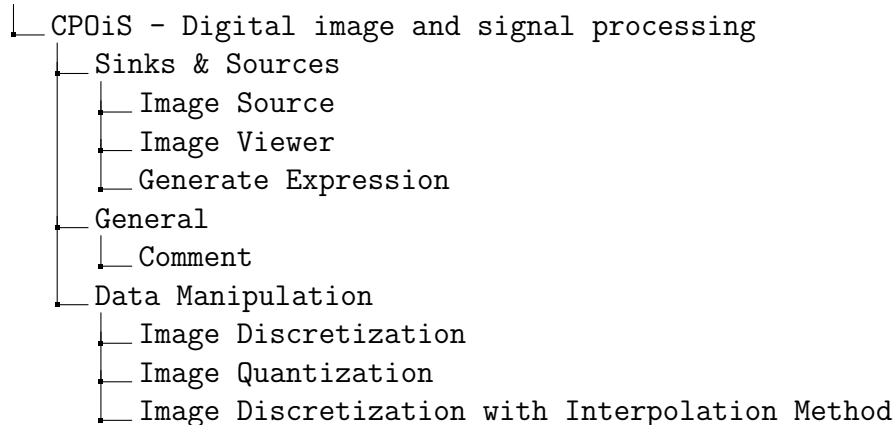 CPOiS - Digital image and signal processing
Sinks & Sources
Image Source
Image Viewer
Generate Expression
General
Comment
Data Manipulation
Image Discretization
Image Quantization
Image Discretization with Interpolation Method